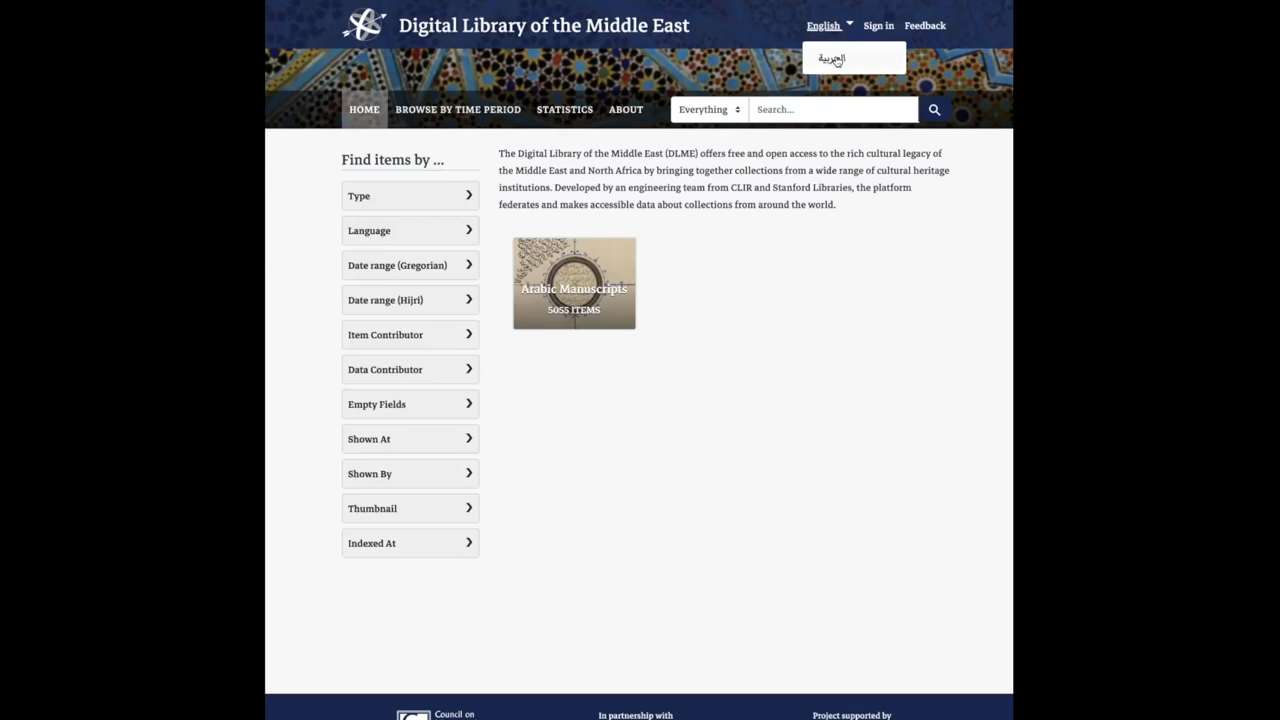 Digital Library of the Middle East
English
Sign in
Feedback
العربية
HOME
BROWSE BY TIME PERIOD
STATISTICS
ABOUT
Everything
Search...
Find items by ...
Type
Language
Date range (Gregorian)
Date range (Hijri)
Item Contributor
Data Contributor
Empty Fields
Shown At
Shown By
Thumbnail
Indexed At
The Digital Library of the Middle East (DLME) offers free and open access to the rich cultural legacy of
the Middle East and North Africa by bringing together collections from a wide range of cultural heritage
institutions. Developed by an engineering team from CLIR and Stanford Libraries, the platform
federates and makes accessible data about collections from around the world.
Arabic Manuscripts
5055 ITEMS
Council on
In partnership with
Project supported by